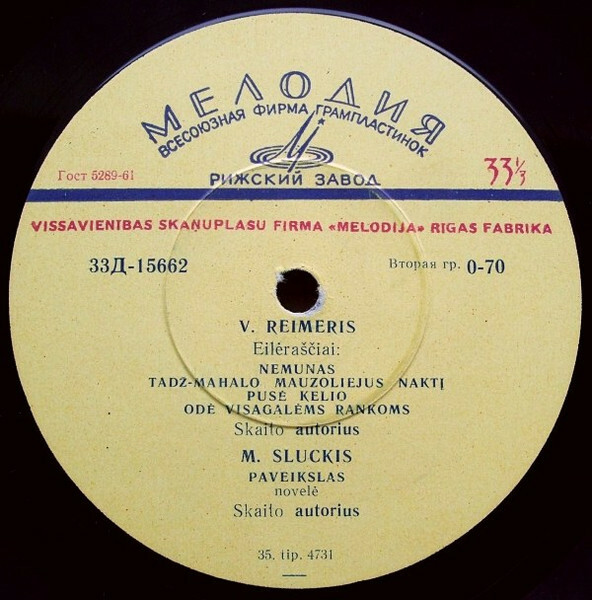 МЕЛОДИЯ
ВСЕСОЮЗНАЯ ФИРМА ГРАМПЛАСТИНОК
Гост 5289-61
РИЖСКИЙ ЗАВОД
33⅓
VISSAVIENIBAS SKAŅUPLAŠU FIRMA «MELODIJA» RIGAS FABRIKA
33Д-15662
Вторая гр. 0-70
V. REIMERIS
Eilėraščiai:
NEMUNAS
TADŽ-MAHALO MAUZOLIEJUS NAKTĮ
PUSĖ KELIO
ODĖ VISAGALĖMS RANKOMS
Skaito autorius
M. SLUCKIS
PAVEIKSLAS
novelė
Skaito autorius
35. tip. 4731